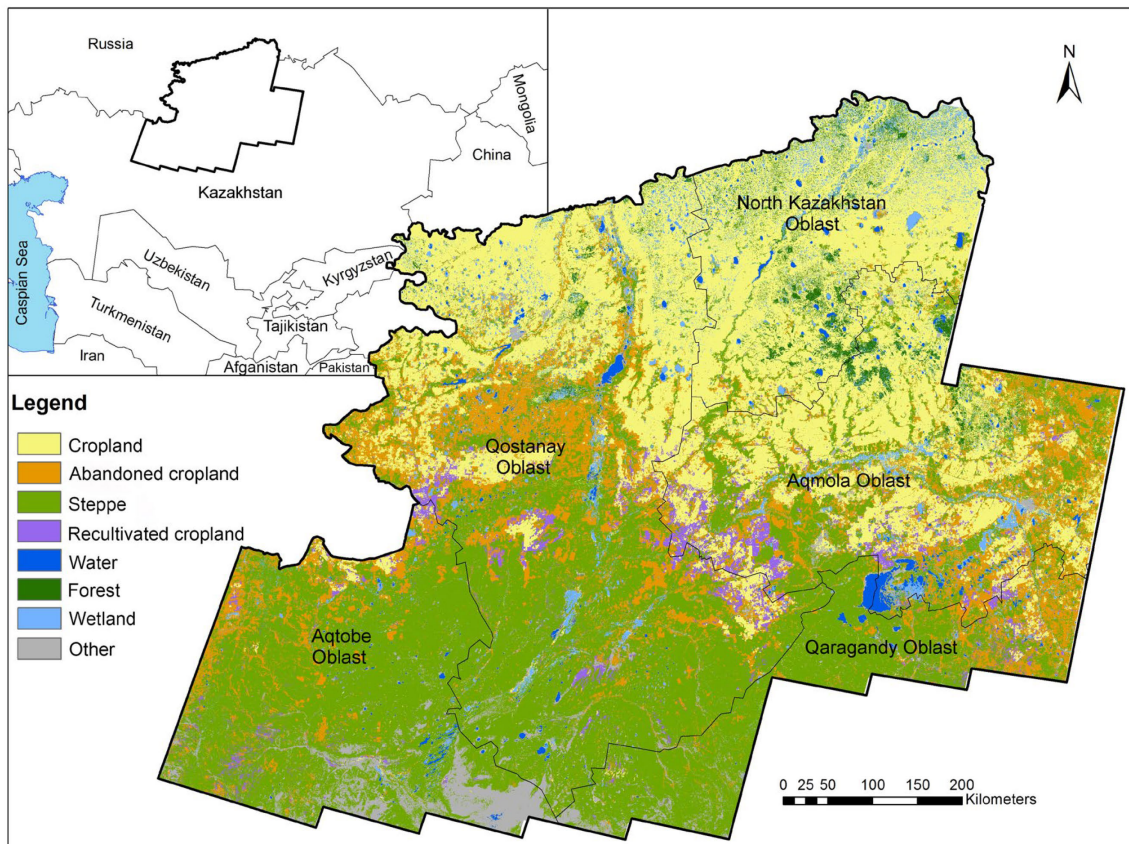 Russia
Mongolia
China
Kazakhstan
Caspian Sea
Uzbekistan
Kyrgyzstan
Turkmenistan
Tajikistan
Iran
Afganistan
Pakistan
N
North Kazakhstan
Oblast
Qostanay
Oblast
Aqmola Oblast
Aqtobe
Oblast
Qaragandy Oblast
Legend
Cropland
Abandoned cropland
Steppe
Recultivated cropland
Water
Forest
Wetland
Other
0 25 50 100 150 200
Kilometers